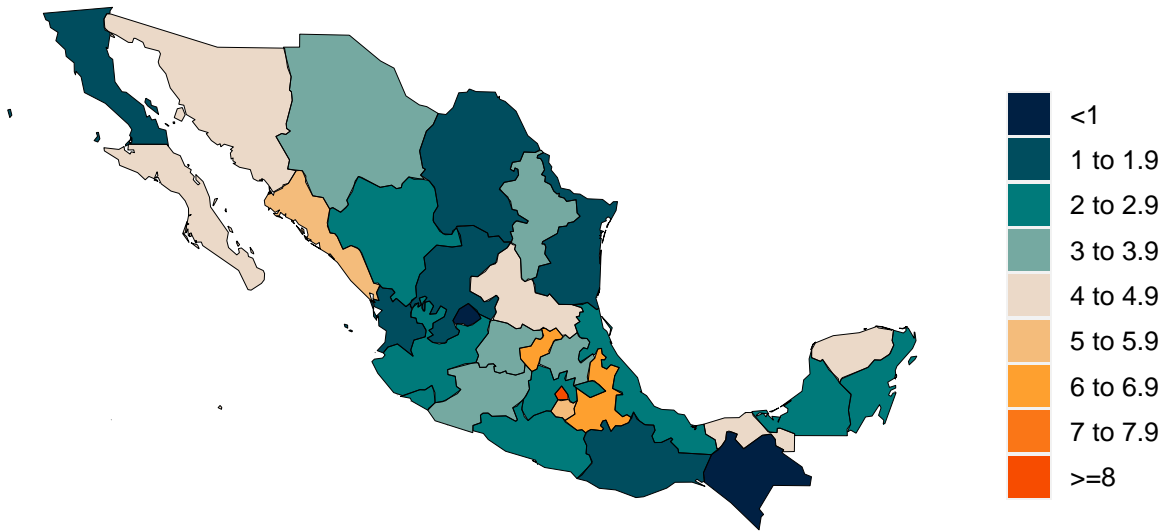 <1
1 to 1.9
2 to 2.9
3 to 3.9
4 to 4.9
5 to 5.9
6 to 6.9
7 to 7.9
>=8